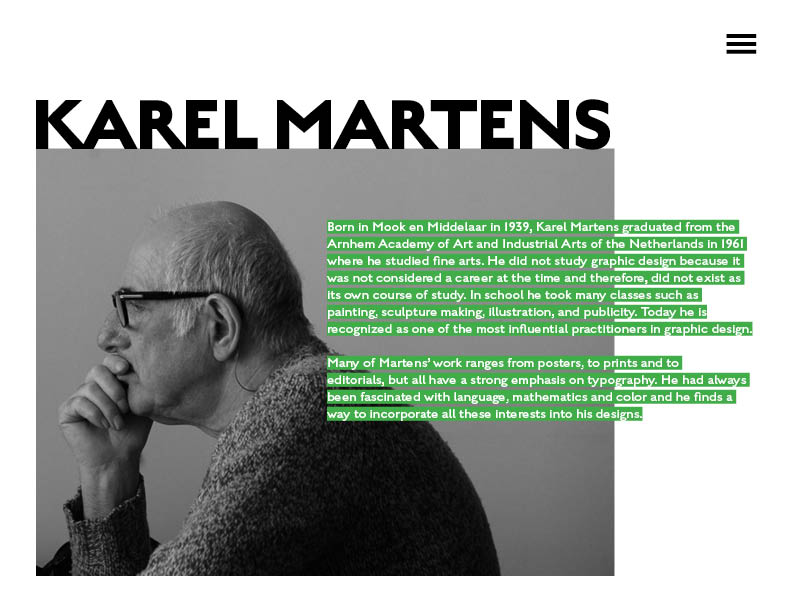 KAREL MARTENS
Born in Mook en Middelaar in 1939, Karel Martens graduated from the
Arnhem Academy of Art and Industrial Arts of the Netherlands in 1961
where he studied fine arts. He did not study graphic design because it
was not considered a career at the time and therefore, did not exist as
its own course of study. In school he took many classes such as
painting, sculpture making, illustration, and publicity. Today he is
recognized as one of the most influential practitioners in graphic design.
Many of Martens' work ranges from posters, to prints and to
editorials, but all have a strong emphasis on typography. He had always
been fascinated with language, mathematics and color and he finds a
way to incorporate all these interests into his designs.